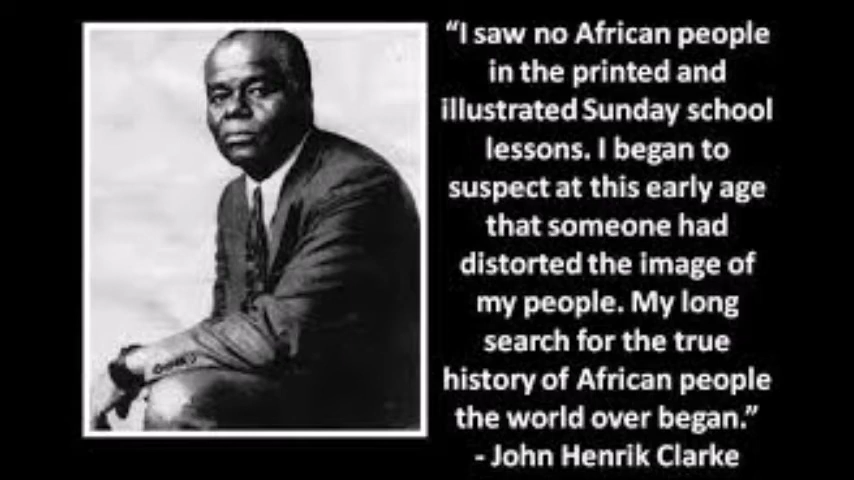 “I saw no African people
in the printed and
illustrated Sunday school
lessons. I began to
suspect at this early age
that someone had
distorted the image of
my people. My long
search for the true
history of African people
the world over began.”
- John Henrik Clarke